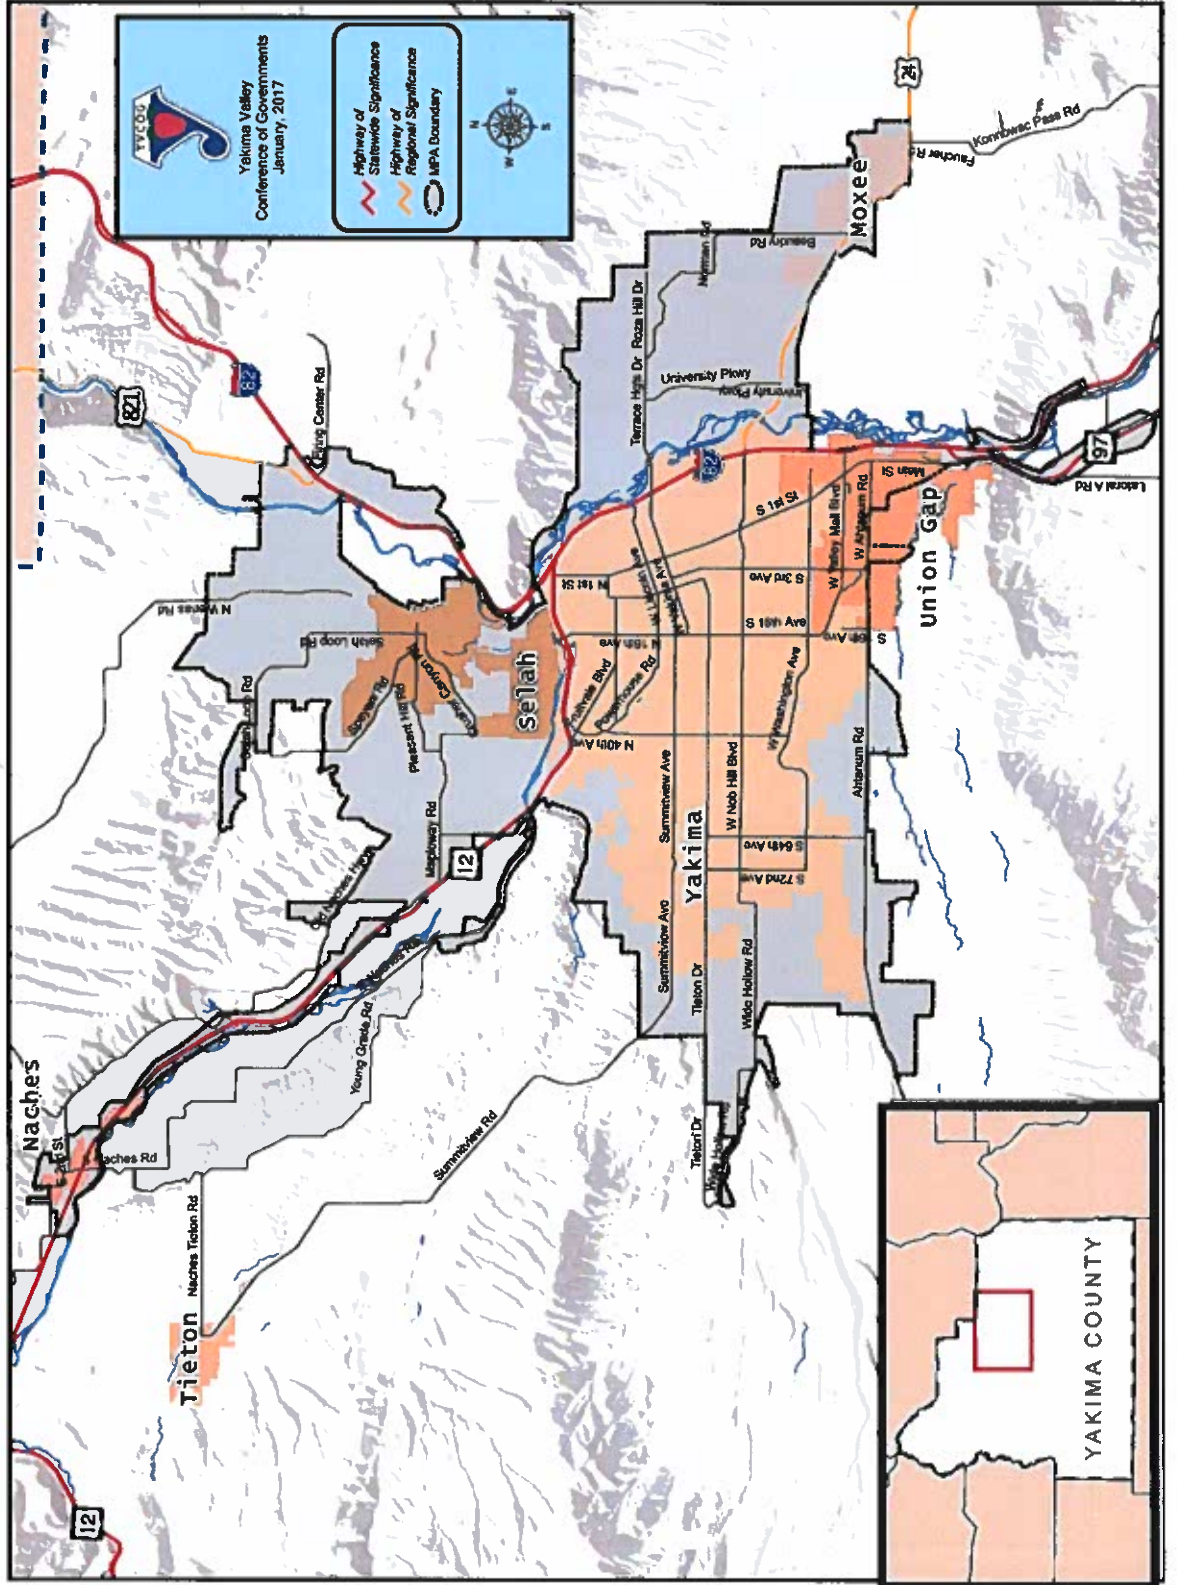 YVCOG
Yakima Valley
Conference of Governments
January, 2017
Highway of
Statewide Significance
Highway of
Regional Significance
MPA Boundary
N
W
E
S
12
Naches
Tieton
Naches Tieton Rd
Summitview Rd
Young Grade Rd
12
Mapleway Rd
Pleasant Hill Rd
Speyers Rd
Selah Loop Rd
N Wenas Rd
Selah
821
82
Firing Center Rd
N 1st St
N 16th Ave
Fruitvale Blvd
Powerhouse Rd
N 40th Ave
Summitview Ave
Summitview Ave
Yakima
Tieton Dr
Tieton Dr
W Nob Hill Blvd
Wide Hollow Rd
S 64th Ave
S 72nd Ave
W Washington Ave
Ahtanum Rd
S 16th Ave
S 3rd Ave
S 1st St
82
W Valley Mall Blvd
W Ahtanum Rd
Main St
Union Gap
97
Lateral A Rd
Terrace Hgts Dr
Roza Hill Dr
University Pkwy
University Pkwy
Norman Rd
Beaudry Rd
Moxee
24
Faucher Rd
Konnowac Pass Rd
YAKIMA COUNTY